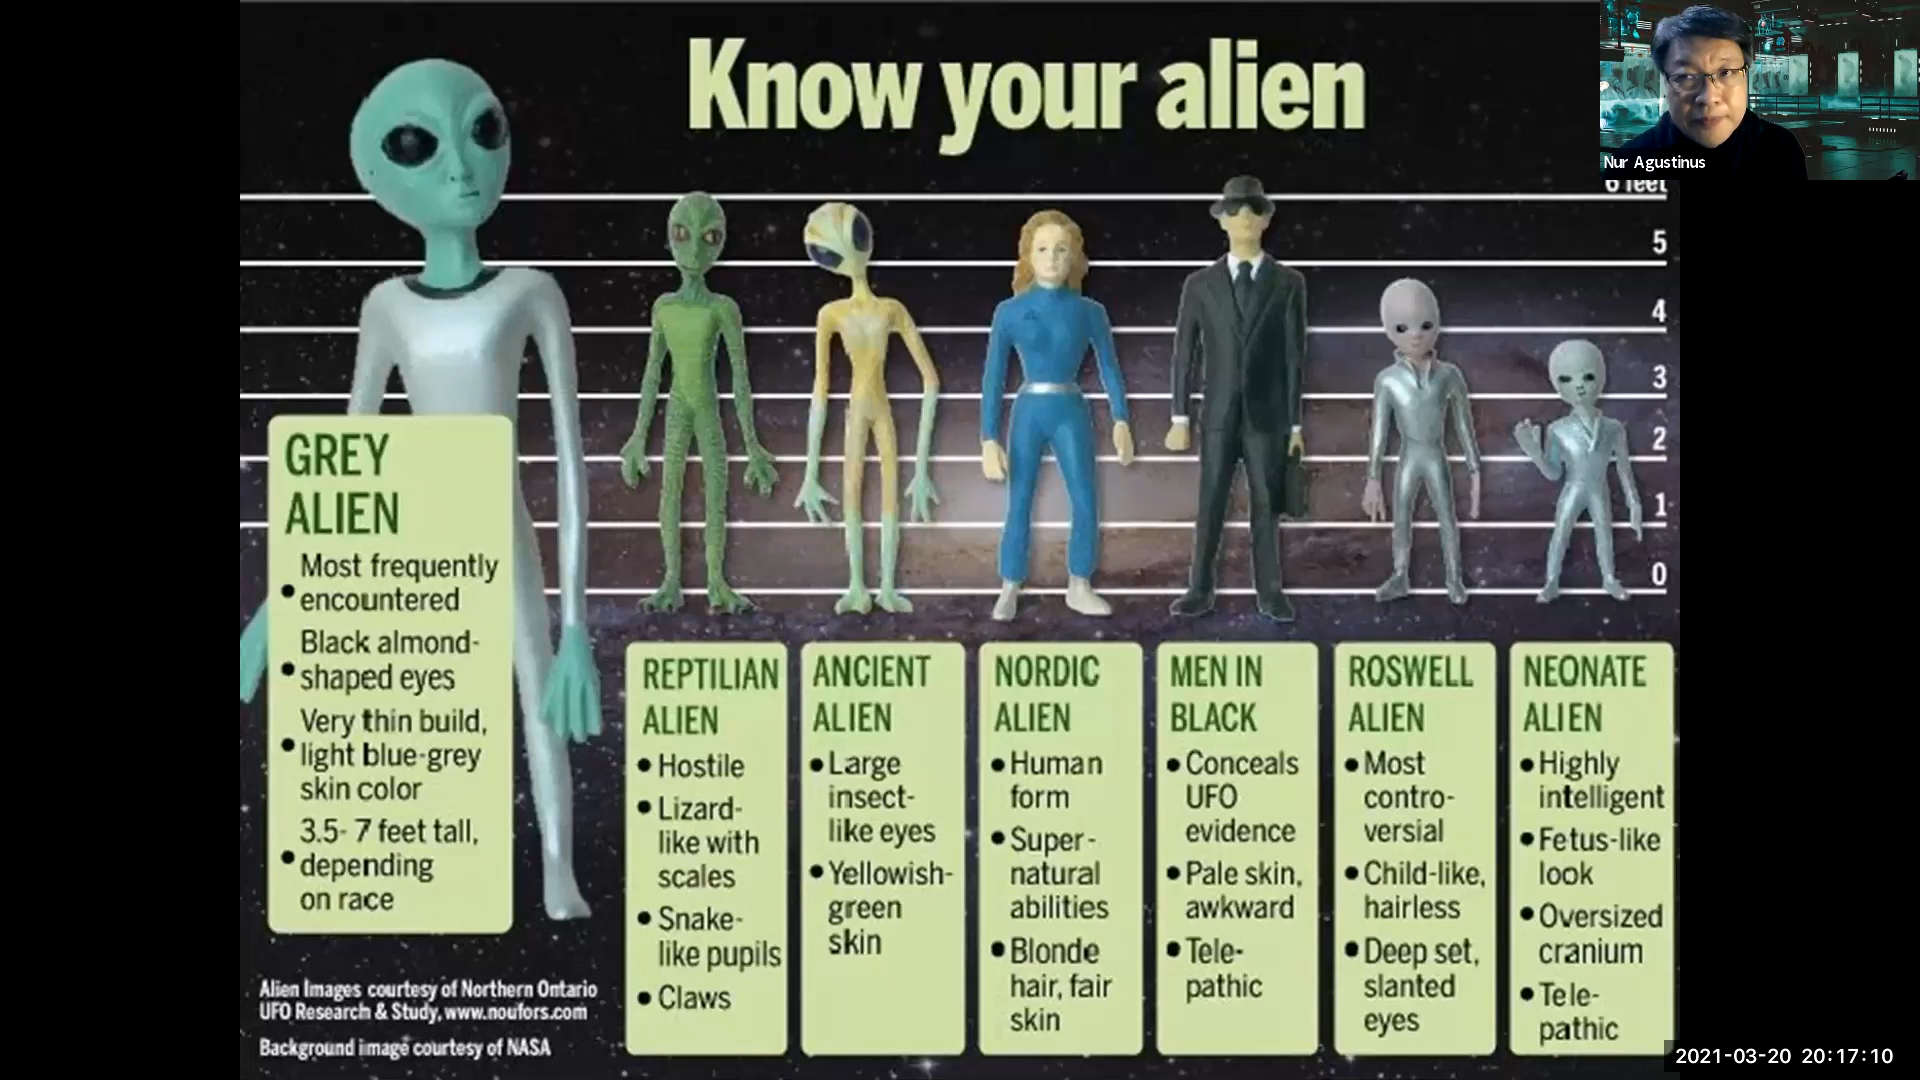 Know your alien
Nur Agustinus
6 feet
5
4
3
2
1
0
GREY
ALIEN
• Most frequently
encountered
• Black almond-
shaped eyes
• Very thin build,
light blue-grey
skin color
• 3.5- 7 feet tall,
depending
on race
REPTILIAN
ALIEN
• Hostile
• Lizard-
like with
scales
• Snake-
like pupils
• Claws
ANCIENT
ALIEN
• Large
insect-
like eyes
• Yellowish-
green
skin
NORDIC
ALIEN
• Human
form
• Super-
natural
abilities
• Blonde
hair, fair
skin
MEN IN
BLACK
• Conceals
UFO
evidence
• Pale skin,
awkward
• Tele-
pathic
ROSWELL
ALIEN
• Most
contro-
versial
• Child-like,
hairless
• Deep set,
slanted
eyes
NEONATE
ALIEN
• Highly
intelligent
• Fetus-like
look
• Oversized
cranium
• Tele-
pathic
Alien Images courtesy of Northern Ontario
UFO Research & Study, www.noufors.com
Background image courtesy of NASA
2021-03-20 20:17:10